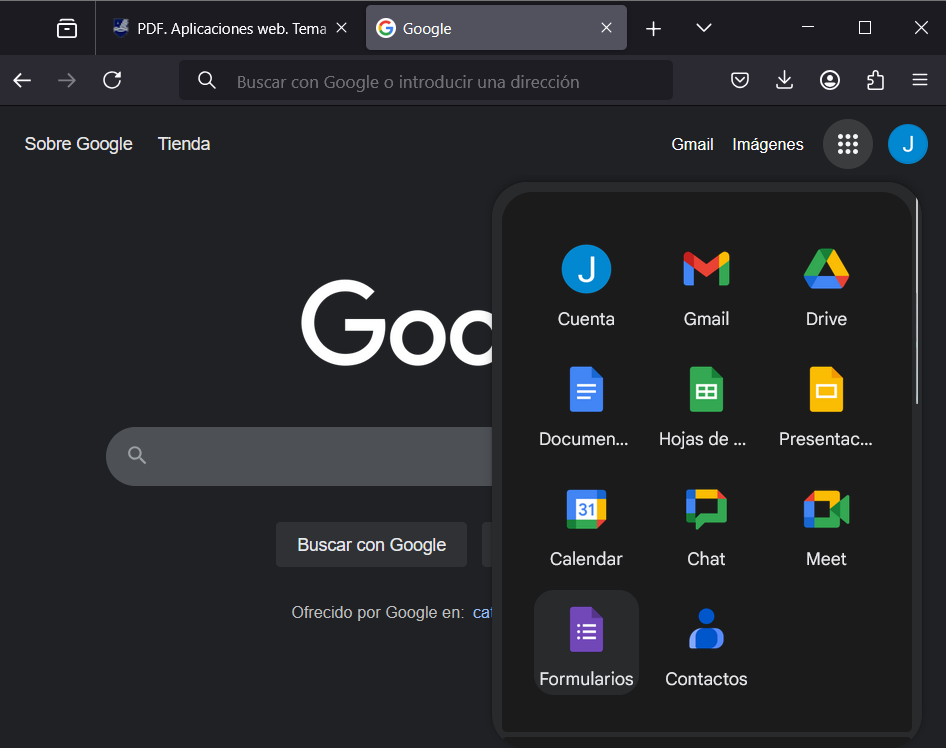 PDF. Aplicaciones web. Tema
Google
Buscar con Google o introducir una dirección
Sobre Google Tienda
Gmail Imágenes
J
Goo
J
Cuenta Gmail Drive
Documen... Hojas de ... Presentac...
31
Calendar Chat Meet
Formularios Contactos
Buscar con Google
Ofrecido por Google en: cat